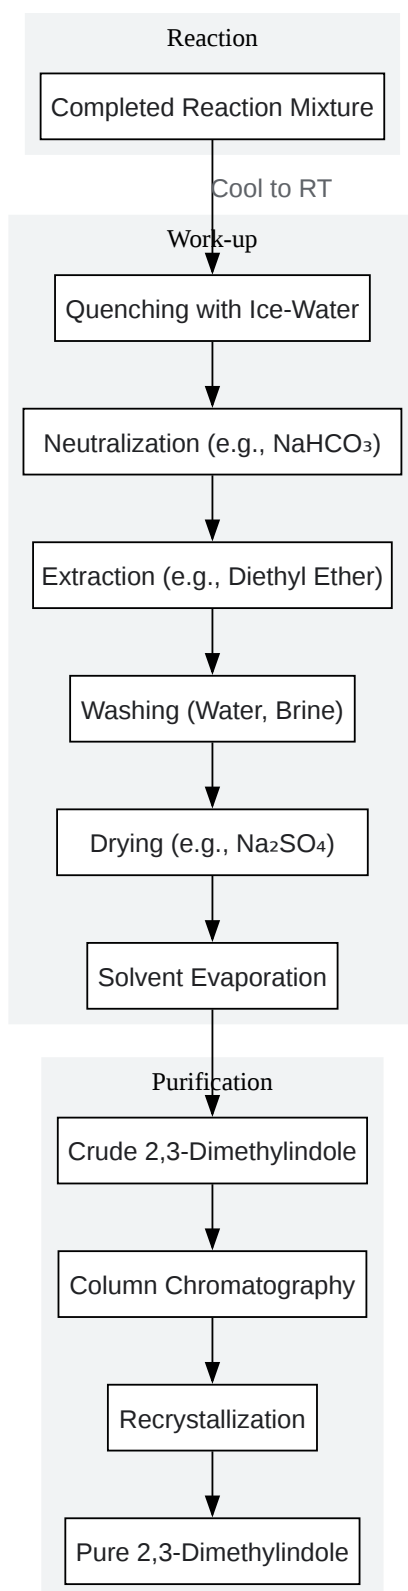 Reaction
Completed Reaction Mixture
Cool to RT
Work-up
Quenching with Ice-Water
Neutralization (e.g., NaHCO₃)
Extraction (e.g., Diethyl Ether)
Washing (Water, Brine)
Drying (e.g., Na₂SO₄)
Solvent Evaporation
Purification
Crude 2,3-Dimethylindole
Column Chromatography
Recrystallization
Pure 2,3-Dimethylindole